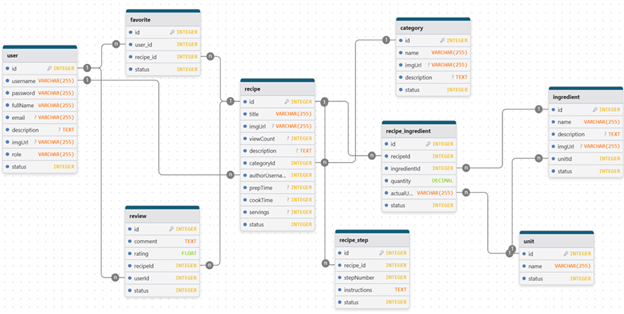 favorite
id INTEGER
user_id INTEGER
recipe_id INTEGER
status INTEGER
category
id INTEGER
name VARCHAR(255)
imgUrl ? VARCHAR(255)
description ? TEXT
status INTEGER
user
id INTEGER
username VARCHAR(255)
password VARCHAR(255)
fullName VARCHAR(255)
email ? VARCHAR(255)
description ? TEXT
imgUrl ? VARCHAR(255)
role VARCHAR(255)
status INTEGER
recipe
id INTEGER
title VARCHAR(255)
imgUrl ? VARCHAR(255)
viewCount ? INTEGER
description ? TEXT
categoryId INTEGER
authorUserna... INTEGER
prepTime ? INTEGER
cookTime ? INTEGER
servings ? INTEGER
status INTEGER
ingredient
id INTEGER
name VARCHAR(255)
description ? TEXT
imgUrl ? VARCHAR(255)
unitId INTEGER
status INTEGER
recipe_ingredient
id INTEGER
recipeId INTEGER
ingredientId INTEGER
quantity DECIMAL
actualU... VARCHAR(255)
status INTEGER
review
id INTEGER
comment TEXT
rating FLOAT
recipeId INTEGER
userId INTEGER
status INTEGER
recipe_step
id INTEGER
recipe_id INTEGER
stepNumber INTEGER
instructions TEXT
status INTEGER
unit
id INTEGER
name VARCHAR(255)
status INTEGER